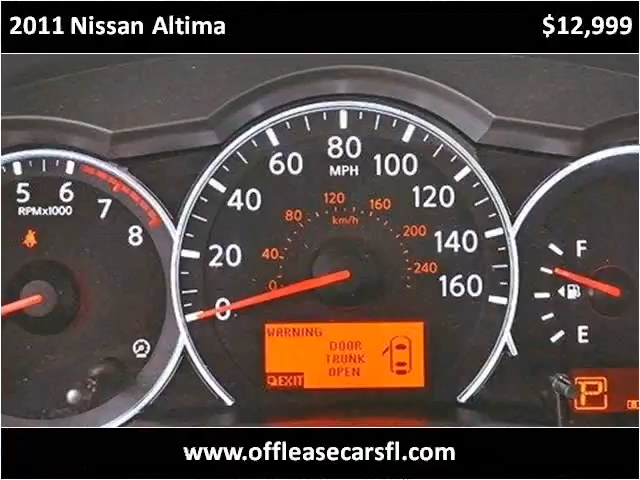 2011 Nissan Altima
$12,999
80
MPH
60
100
40
120
20
140
0
160
120
km/h
80
160
40
200
0
240
5
6
7
8
RPMx1000
F
E
WARNING
DOOR
TRUNK
OPEN
EXIT
P
www.offleasecarsfl.com